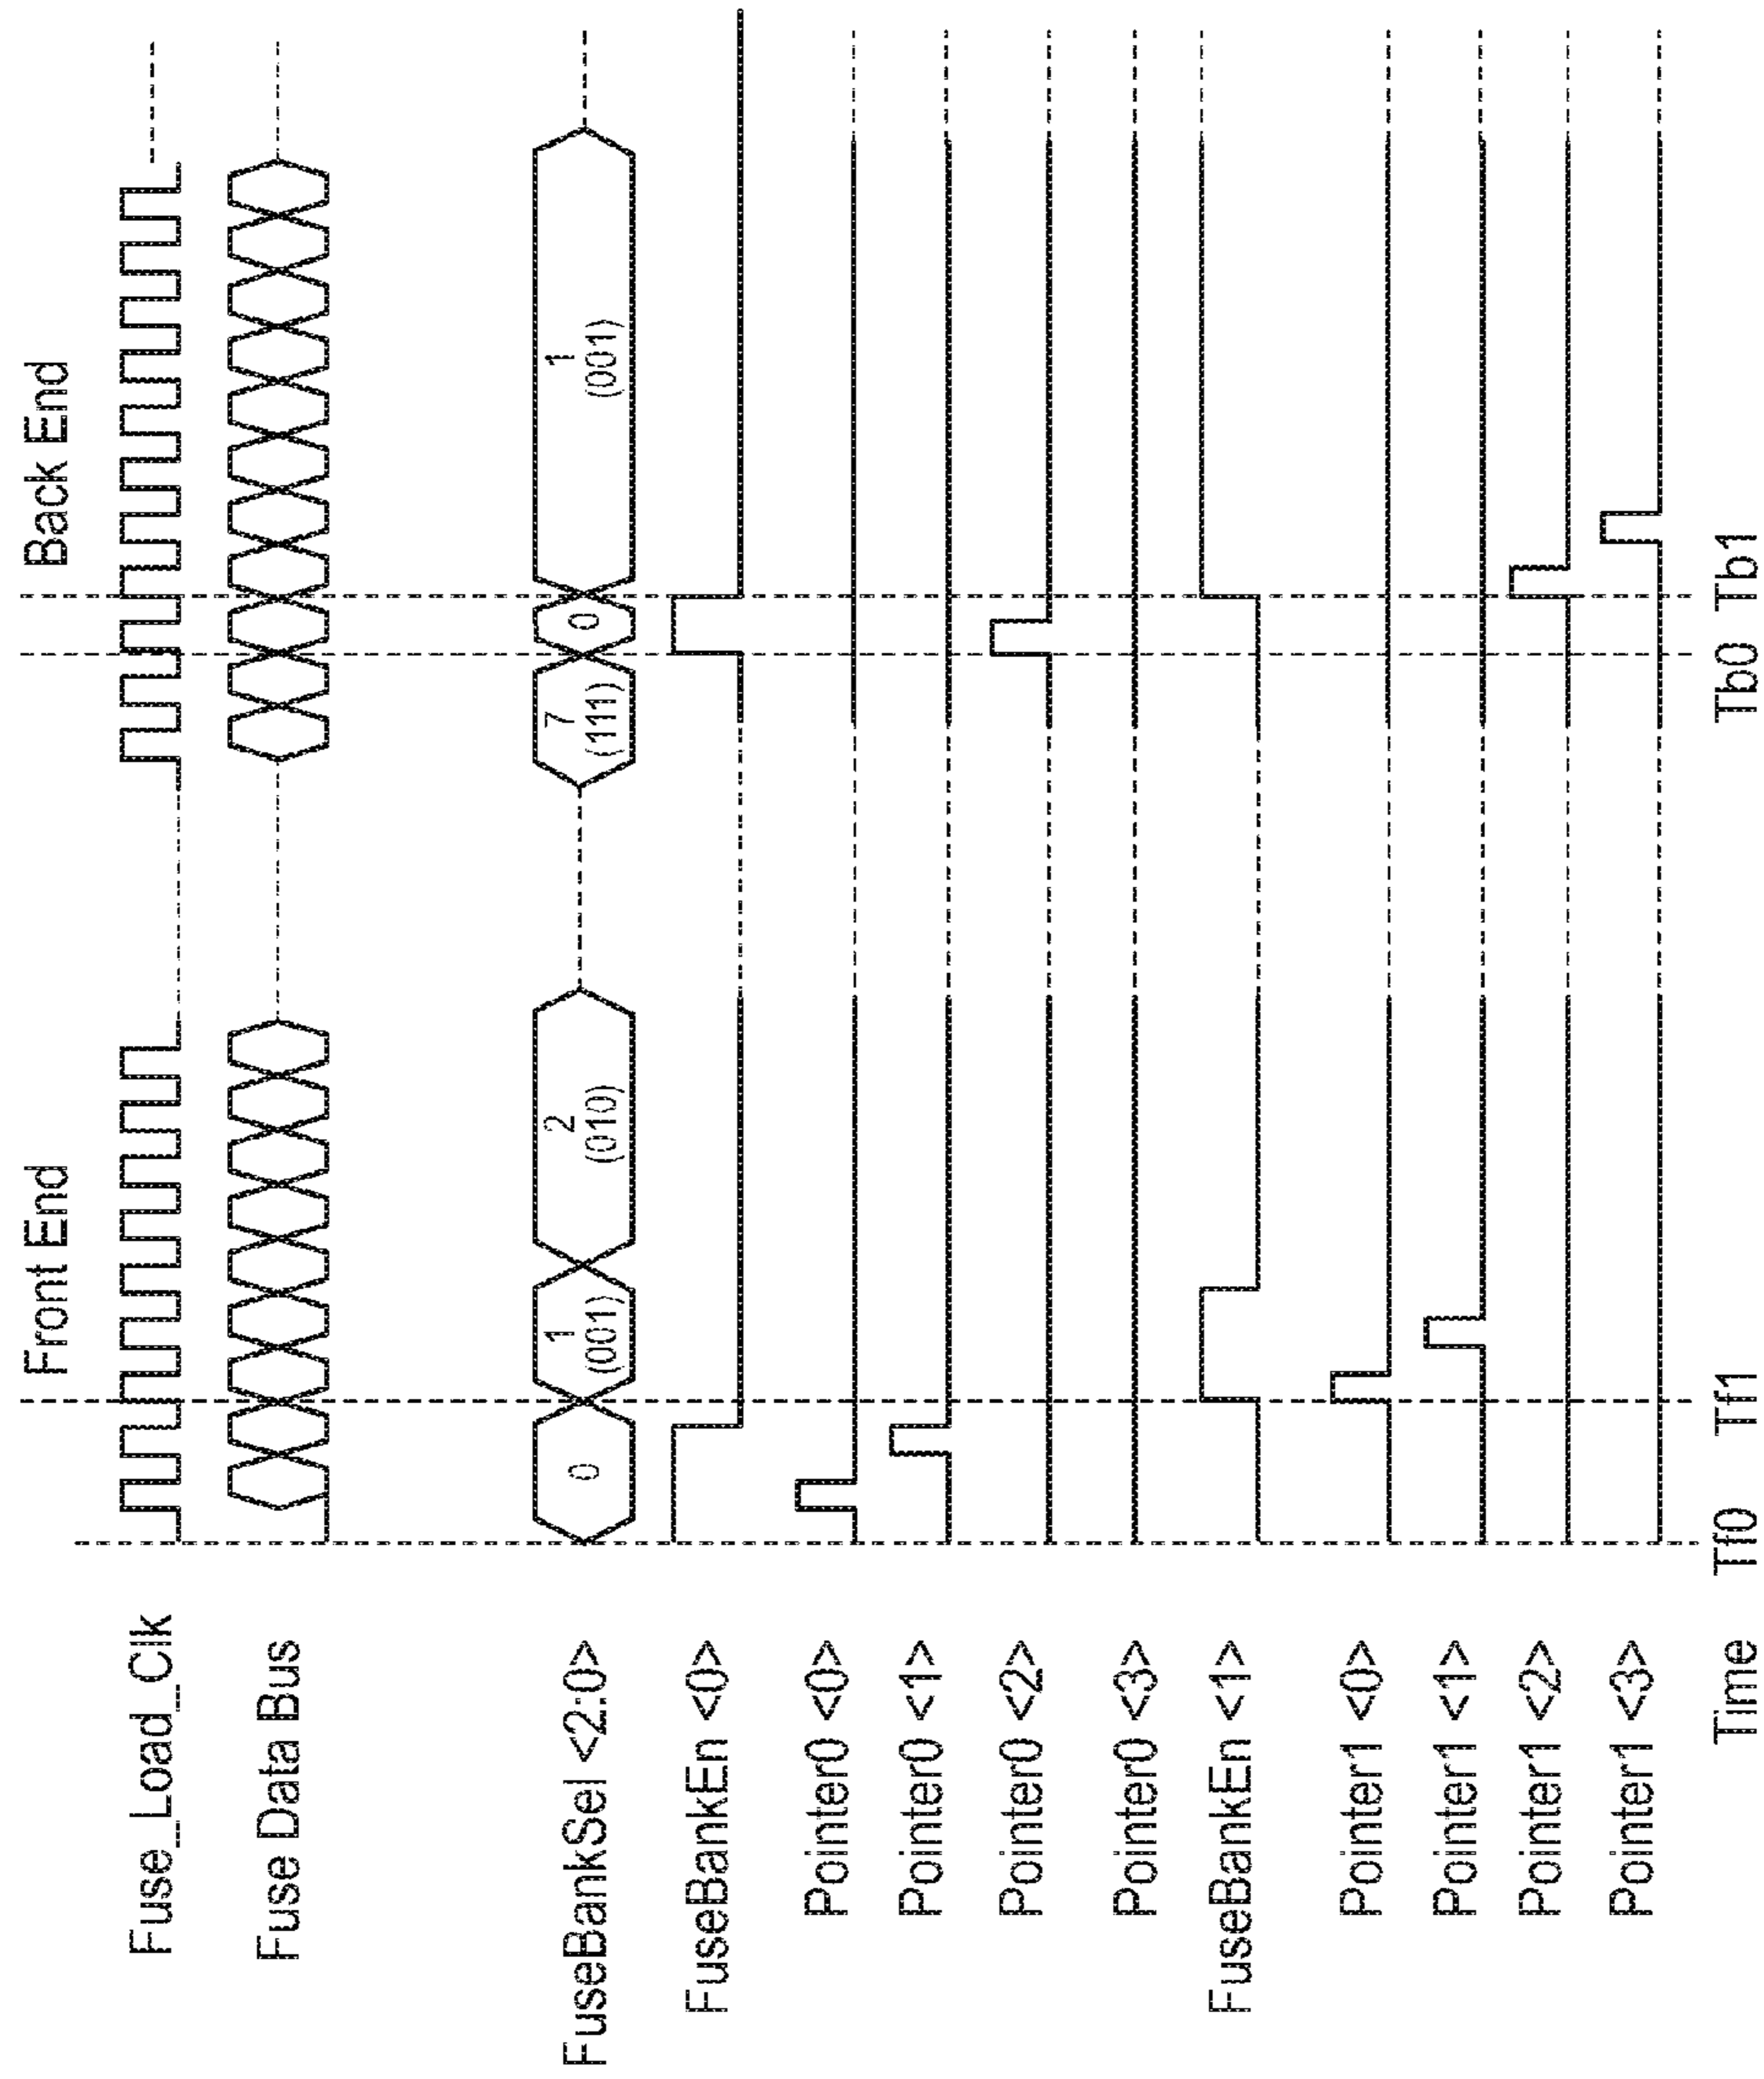 Front End
Back End
Fuse_Load_Clk
Fuse Data Bus
FuseBankSel <2:0>
0
1
(001)
2
(010)
7
(111)
0
1
(001)
FuseBankEn <0>
Pointer0 <0>
Pointer0 <1>
Pointer0 <2>
Pointer0 <3>
FuseBankEn <1>
Pointer1 <0>
Pointer1 <1>
Pointer1 <2>
Pointer1 <3>
Time Tf0 Tf1 Tb0 Tb1